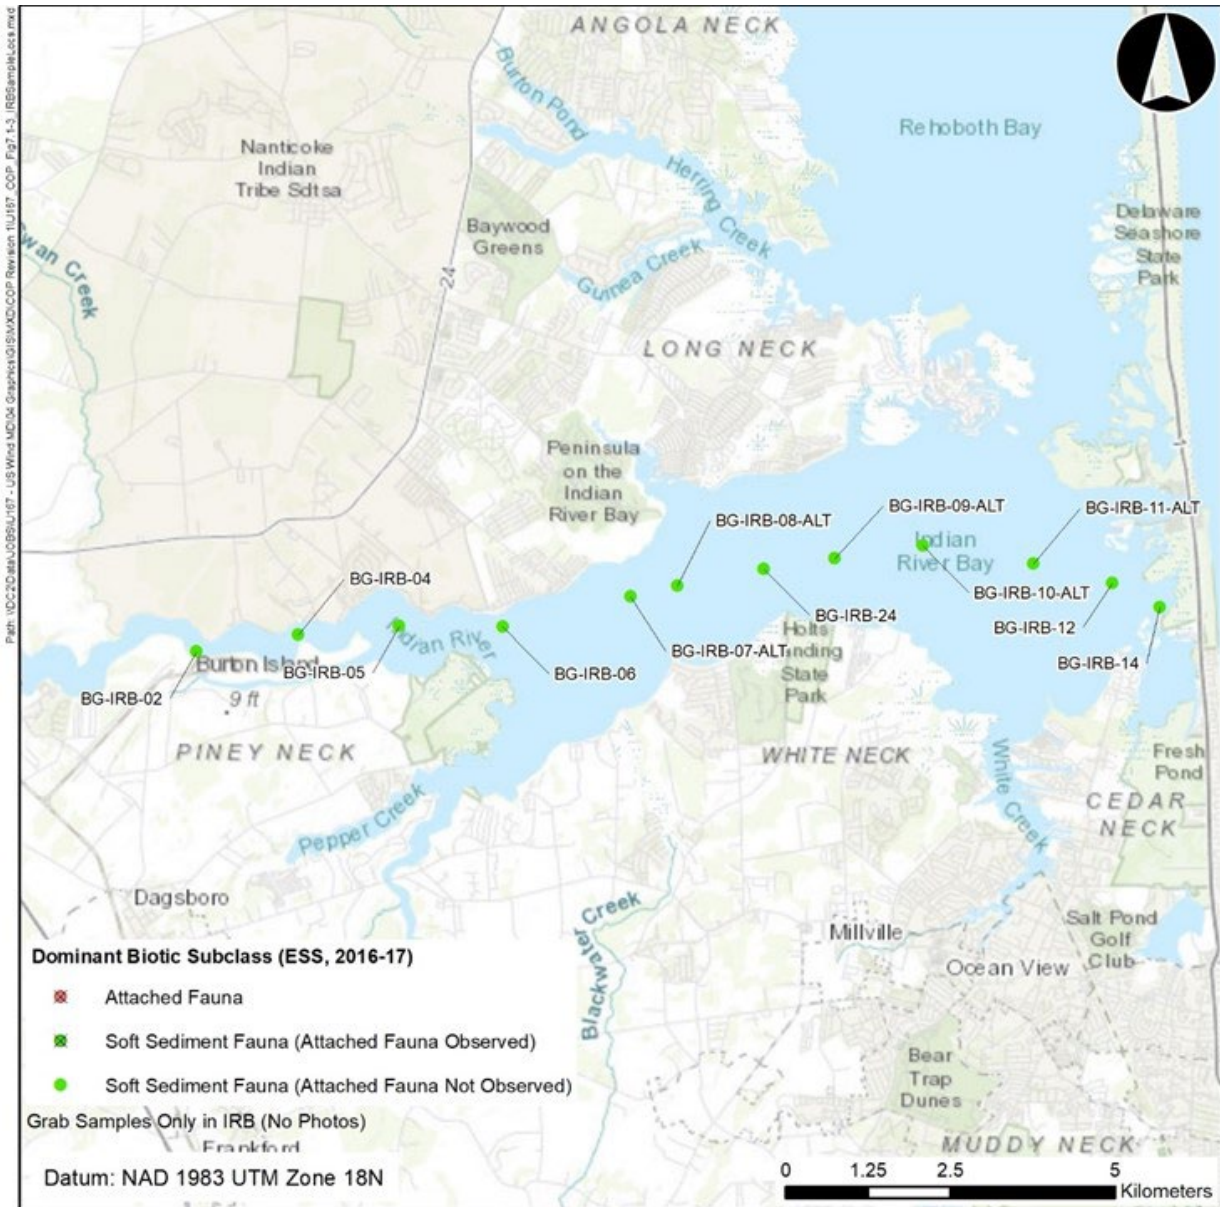 ANGOLA NECK
Burton Pond
Rehoboth Bay
Nanticoke
Indian
Tribe Sdtsa
Herring Creek
Swan Creek
Baywood
Greens
Delaware
Seashore
State
Park
24
Guinea Creek
LONG NECK
1
Peninsula
on the
Indian
River Bay
BG-IRB-08-ALT
BG-IRB-09-ALT
BG-IRB-11-ALT
Indian
River Bay
BG-IRB-04
BG-IRB-10-ALT
BG-IRB-24
BG-IRB-12
Indian River
Holts
Landing
State
Park
BG-IRB-07-ALT
Burton Island
BG-IRB-05
BG-IRB-06
BG-IRB-14
BG-IRB-02
9 ft
PINEY NECK
WHITE NECK
White Creek
Fresh
Pond
CEDAR
NECK
Pepper Creek
Dagsboro
Blackwater Creek
Millville
Salt Pond
Golf
Club
Ocean View
Dominant Biotic Subclass (ESS, 2016-17)
Attached Fauna
Soft Sediment Fauna (Attached Fauna Observed)
Soft Sediment Fauna (Attached Fauna Not Observed)
Grab Samples Only in IRB (No Photos)
Frankford
Bear
Trap
Dunes
MUDDY NECK
Datum: NAD 1983 UTM Zone 18N
0 1.25 2.5 5
Kilometers